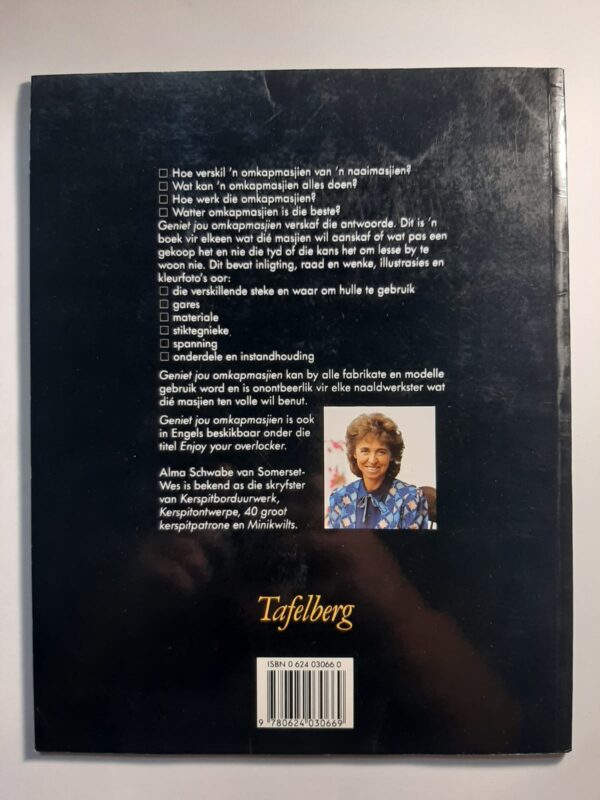 □ Hoe verskil 'n omkapmasjien van 'n naaimasjien?
□ Wat kan 'n omkapmasjien alles doen?
□ Hoe werk die omkapmasjien?
□ Watter omkapmasjien is die beste?
Geniet jou omkapmasjien verskaf die antwoorde. Dit is 'n
boek vir elkeen wat dié masjien wil aanskaf of wat pas een
gekoop het en nie die tyd of die kans het om lesse by te
woon nie. Dit bevat inligting, raad en wenke, illustrasies en
kleurfoto's oor:
□ die verskillende steke en waar om hulle te gebruik
□ gares
□ materiale
□ stiktegnieke
□ spanning
□ onderdele en instandhouding
Geniet jou omkapmasjien kan by alle fabrikate en modelle
gebruik word en is onontbeerlik vir elke naaldwerkster wat
dié masjien ten volle wil benut.
Geniet jou omkapmasjien is ook
in Engels beskikbaar onder die
titel Enjoy your overlocker.
Alma Schwabe van Somerset-
Wes is bekend as die skryfster
van Kerspitborduurwerk,
Kerspitontwerpe, 40 groot
kerspitpatrone en Minikwilts.
Tafelberg
ISBN 0 624 03066 0
9 780624 030669